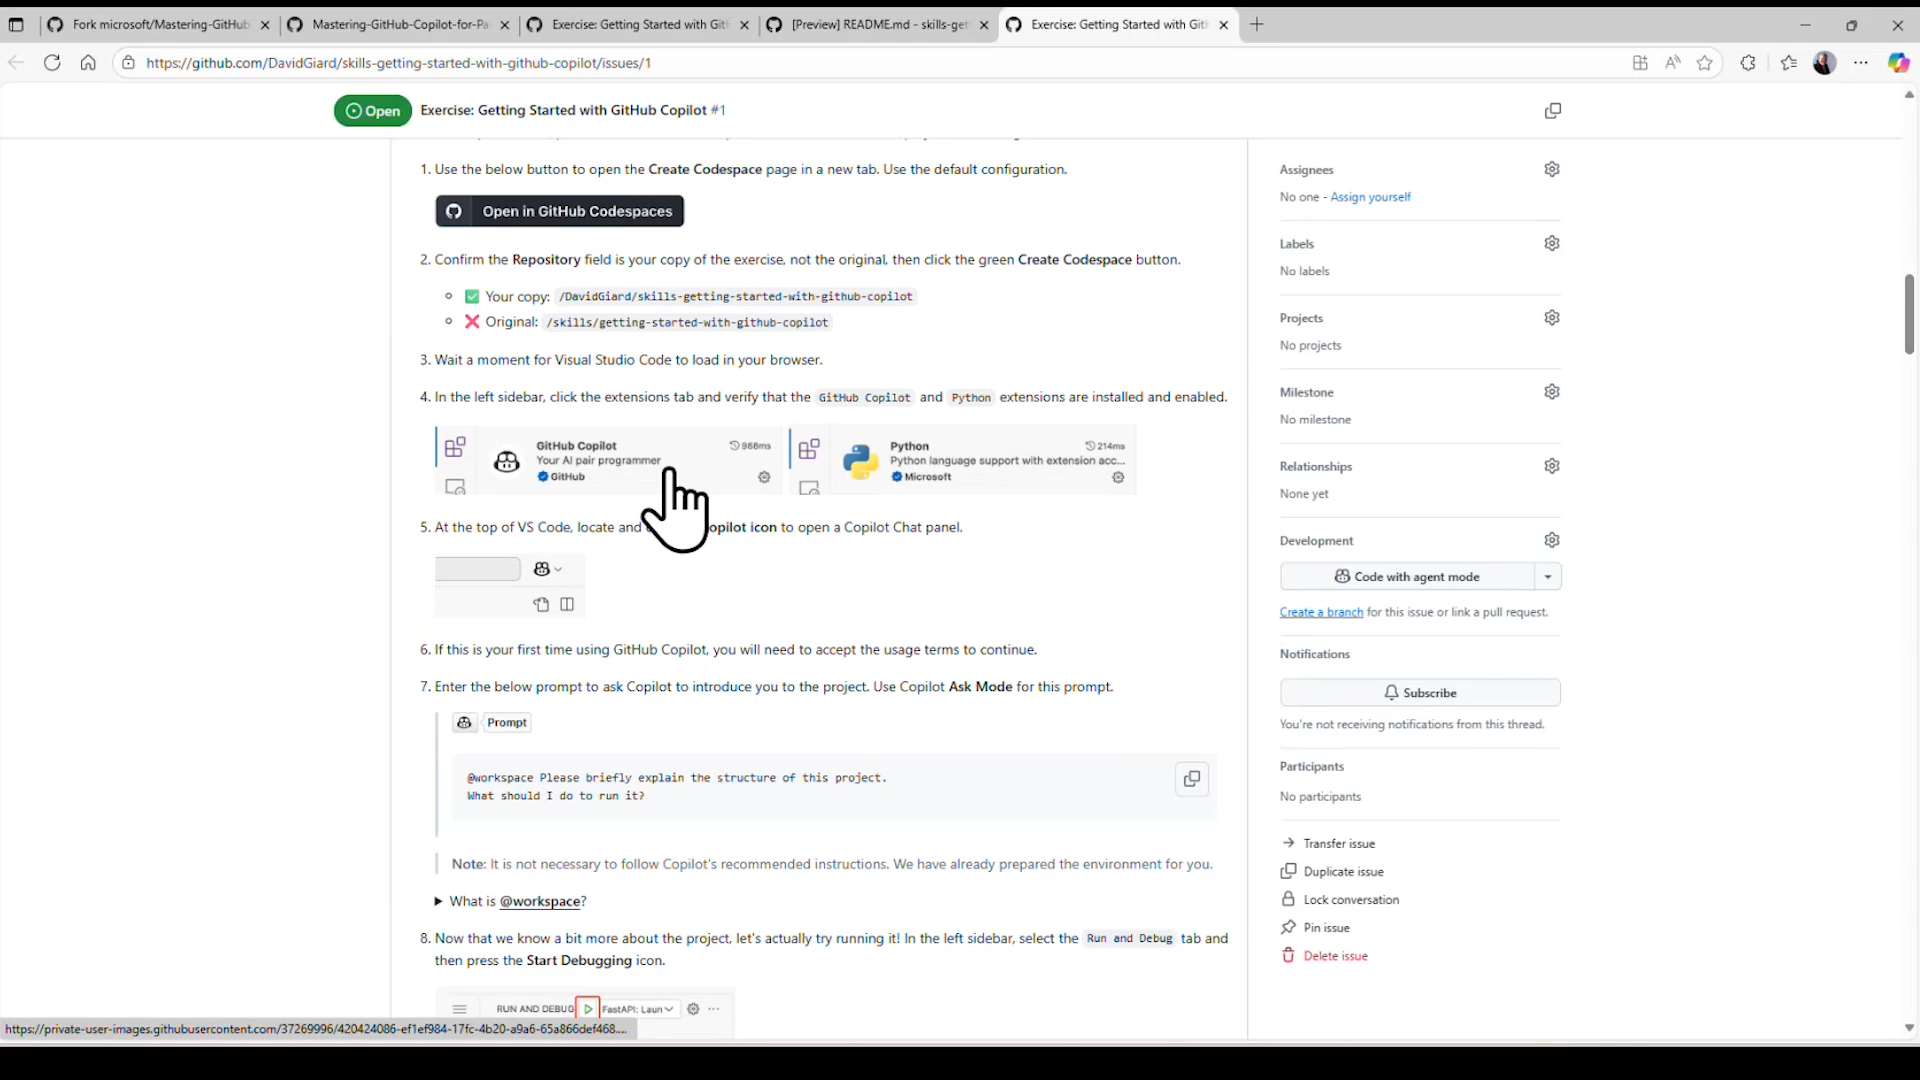 Fork microsoft/Mastering-GitHub
Mastering-GitHub-Copilot-for-Pa
Exercise: Getting Started with Git
[Preview] README.md - skills-get
Exercise: Getting Started with Git
https://github.com/DavidGiard/skills-getting-started-with-github-copilot/issues/1
Open
Exercise: Getting Started with GitHub Copilot #1
1. Use the below button to open the Create Codespace page in a new tab. Use the default configuration.
Open in GitHub Codespaces
2. Confirm the Repository field is your copy of the exercise, not the original, then click the green Create Codespace button.
Your copy: /DavidGiard/skills-getting-started-with-github-copilot
Original: /skills/getting-started-with-github-copilot
3. Wait a moment for Visual Studio Code to load in your browser.
4. In the left sidebar, click the extensions tab and verify that the GitHub Copilot and Python extensions are installed and enabled.
GitHub Copilot 988ms
Your AI pair programmer
GitHub
Python 214ms
Python language support with extension acc...
Microsoft
5. At the top of VS Code, locate and opilot icon to open a Copilot Chat panel.
6. If this is your first time using GitHub Copilot, you will need to accept the usage terms to continue.
7. Enter the below prompt to ask Copilot to introduce you to the project. Use Copilot Ask Mode for this prompt.
Prompt
@workspace Please briefly explain the structure of this project.
What should I do to run it?
Note: It is not necessary to follow Copilot's recommended instructions. We have already prepared the environment for you.
What is @workspace?
8. Now that we know a bit more about the project, let's actually try running it! In the left sidebar, select the Run and Debug tab and
then press the Start Debugging icon.
RUN AND DEBUG FastAPI: Laun
https://private-user-images.githubusercontent.com/37269996/420424086-ef1ef984-17fc-4b20-a9a6-65a866def468....
Assignees
No one - Assign yourself
Labels
No labels
Projects
No projects
Milestone
No milestone
Relationships
None yet
Development
Code with agent mode
Create a branch for this issue or link a pull request.
Notifications
Subscribe
You're not receiving notifications from this thread.
Participants
No participants
Transfer issue
Duplicate issue
Lock conversation
Pin issue
Delete issue